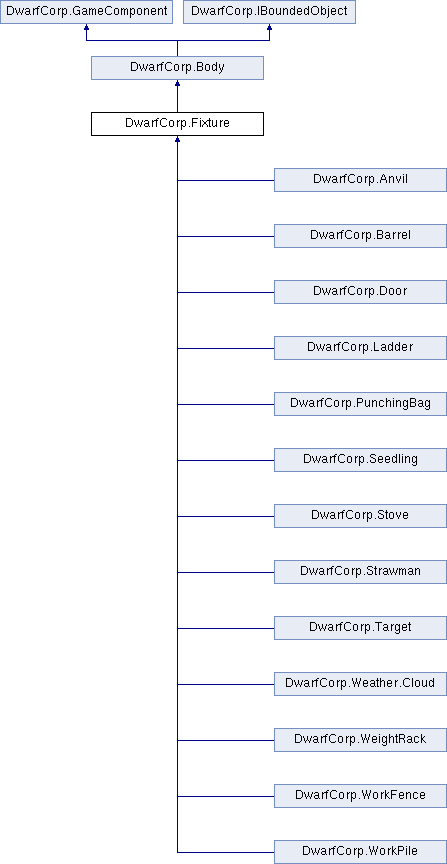 DwarfCorp.GameComponent
DwarfCorp.IBoundedObject
DwarfCorp.Body
DwarfCorp.Fixture
DwarfCorp.Anvil
DwarfCorp.Barrel
DwarfCorp.Door
DwarfCorp.Ladder
DwarfCorp.PunchingBag
DwarfCorp.Seedling
DwarfCorp.Stove
DwarfCorp.Strawman
DwarfCorp.Target
DwarfCorp.Weather.Cloud
DwarfCorp.WeightRack
DwarfCorp.WorkFence
DwarfCorp.WorkPile